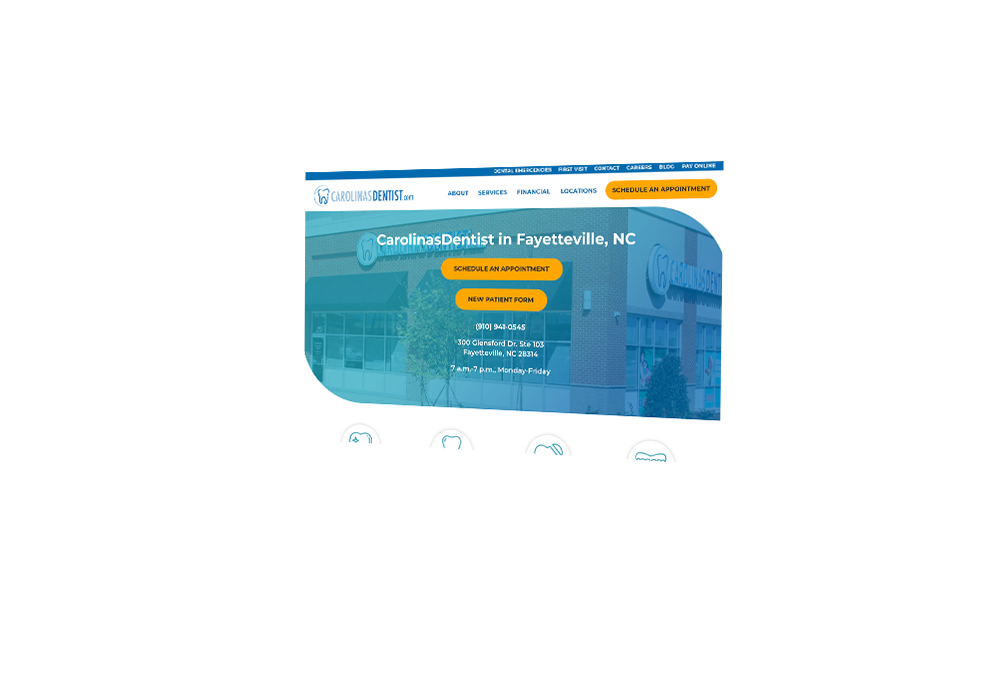 DENTAL EMERGENCIES FIRST VISIT CONTACT CAREERS BLOG PAY ONLINE
CAROLINASDENTIST.com
ABOUT SERVICES FINANCIAL LOCATIONS SCHEDULE AN APPOINTMENT
CarolinasDentist in Fayetteville, NC
SCHEDULE AN APPOINTMENT
NEW PATIENT FORM
(910) 941-0545
300 Glensford Dr. Ste 103
Fayetteville, NC 28314
7 a.m.-7 p.m., Monday-Friday